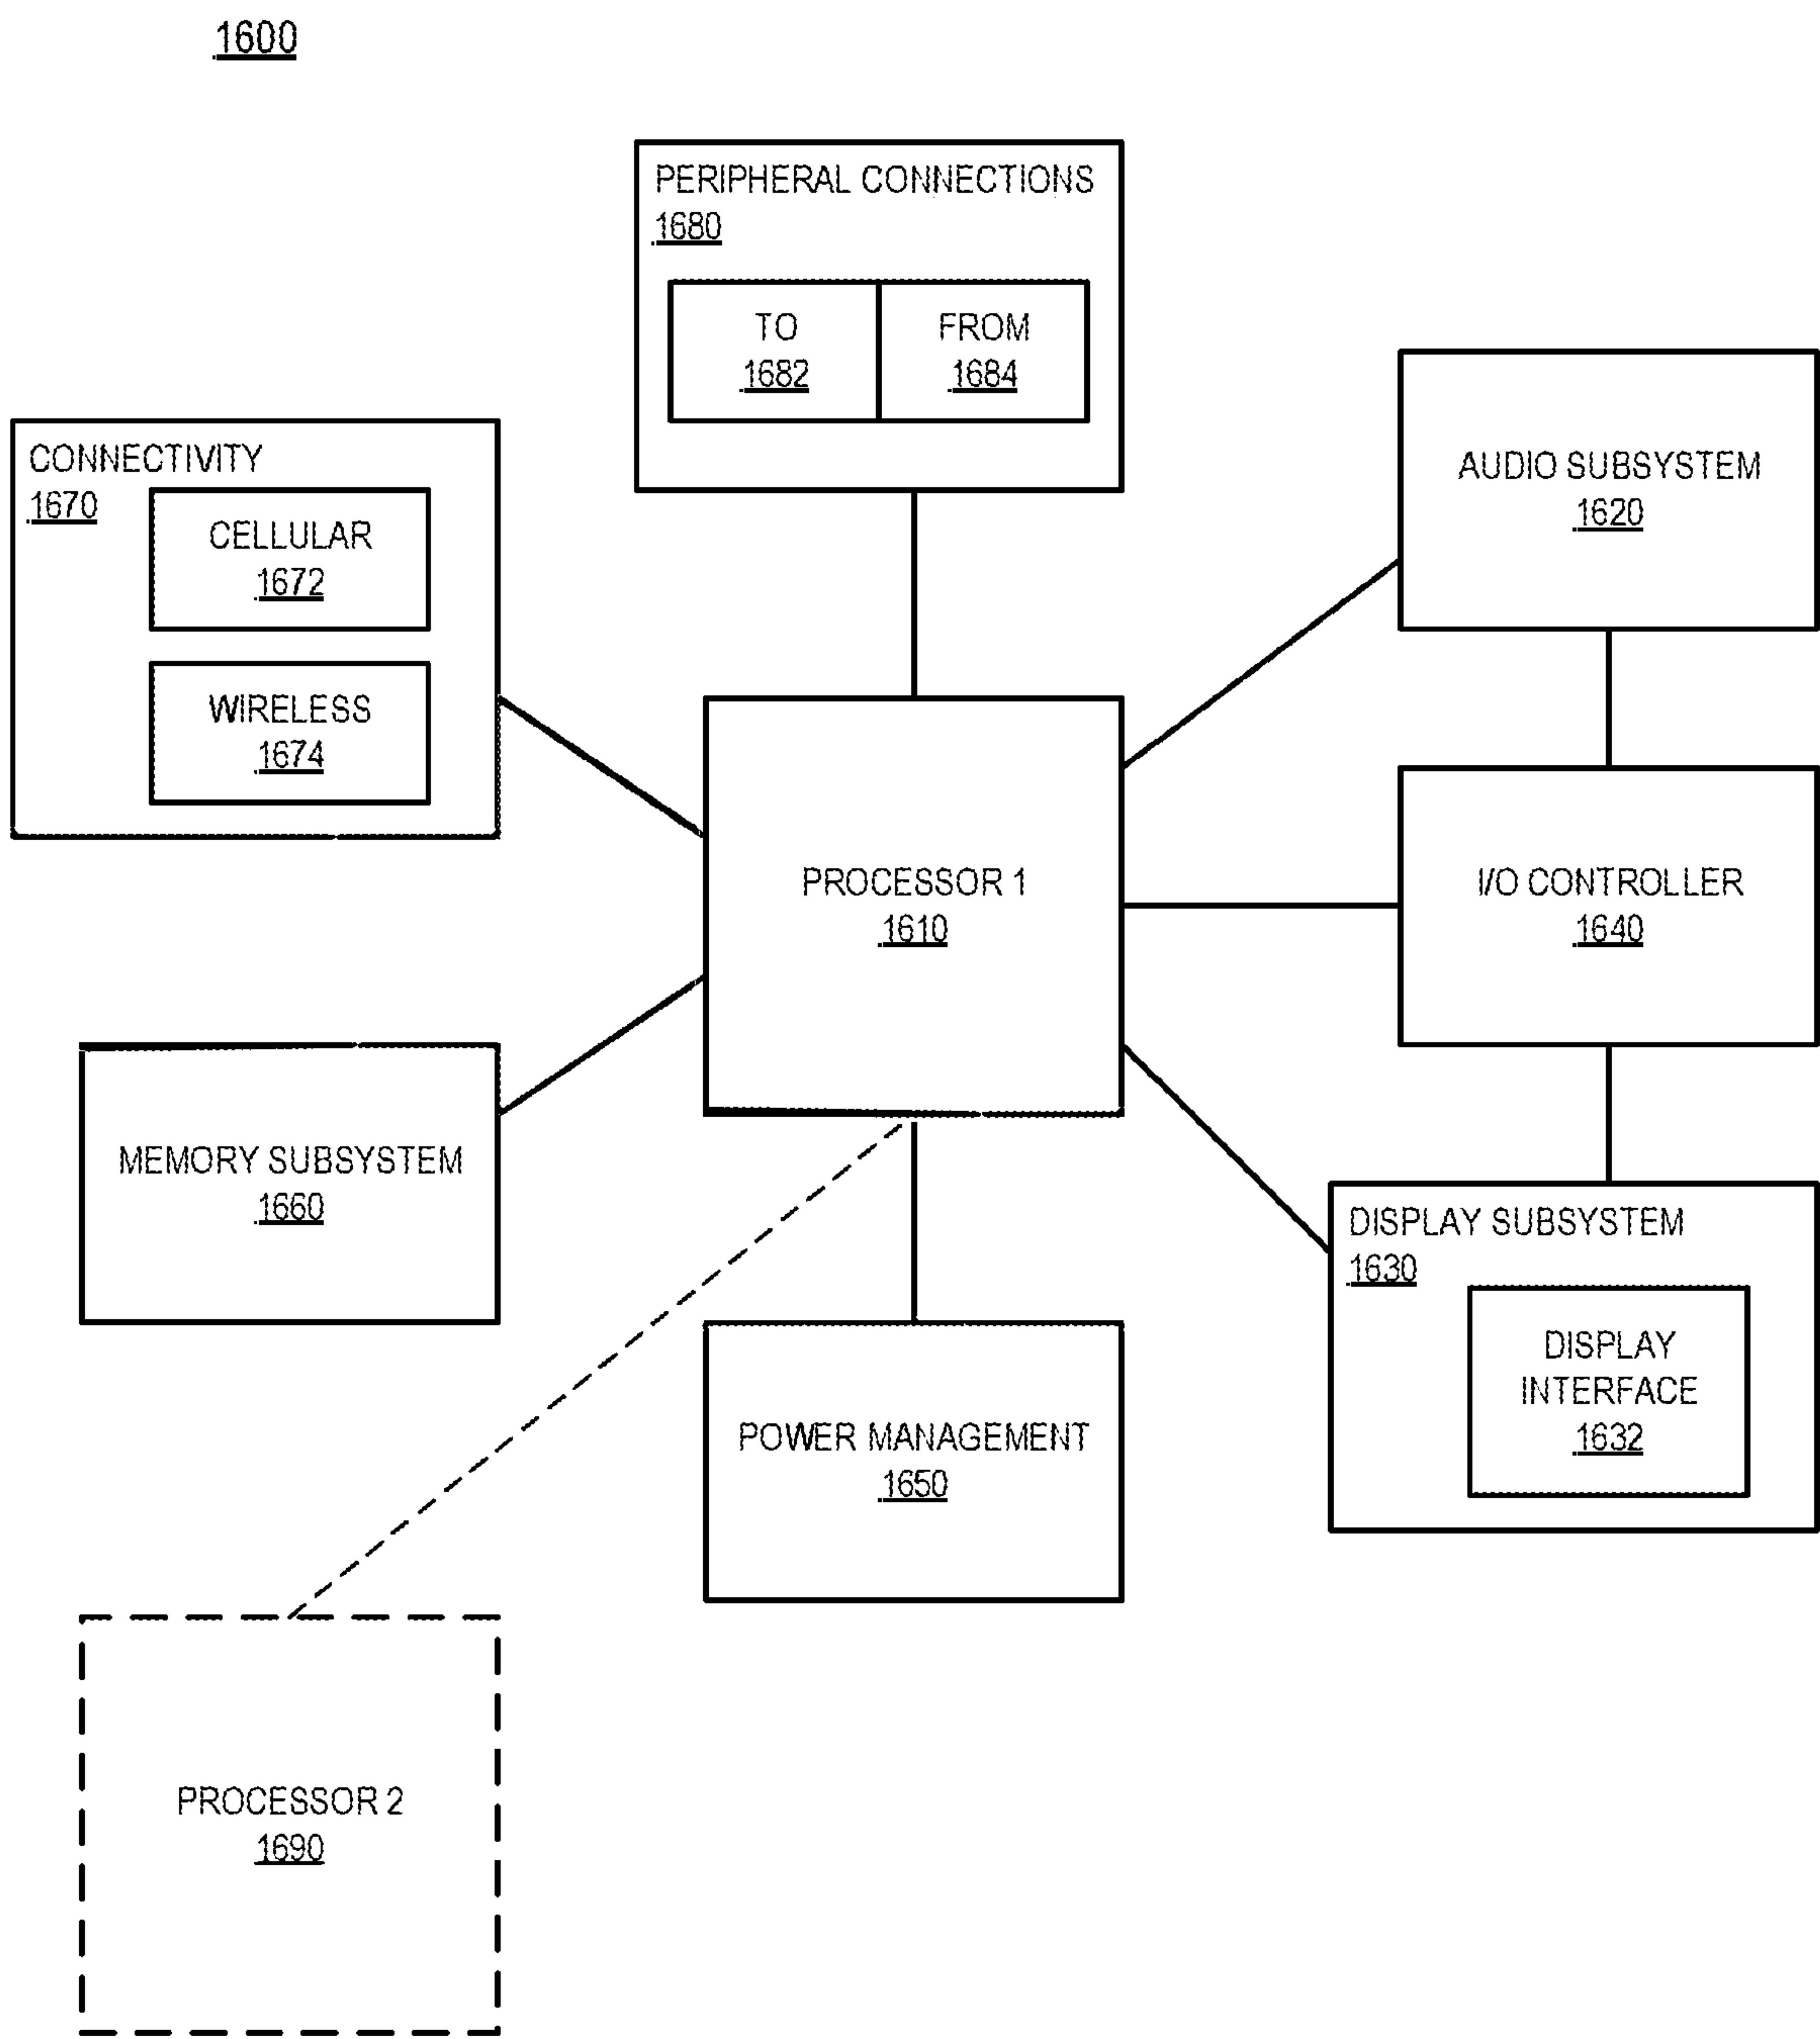 1600
PERIPHERAL CONNECTIONS
1680
TO
1682
FROM
1684
CONNECTIVITY
1670
CELLULAR
1672
WIRELESS
1674
AUDIO SUBSYSTEM
1620
PROCESSOR 1
1610
I/O CONTROLLER
1640
MEMORY SUBSYSTEM
1660
DISPLAY SUBSYSTEM
1630
DISPLAY
INTERFACE
1632
POWER MANAGEMENT
1650
PROCESSOR 2
1690